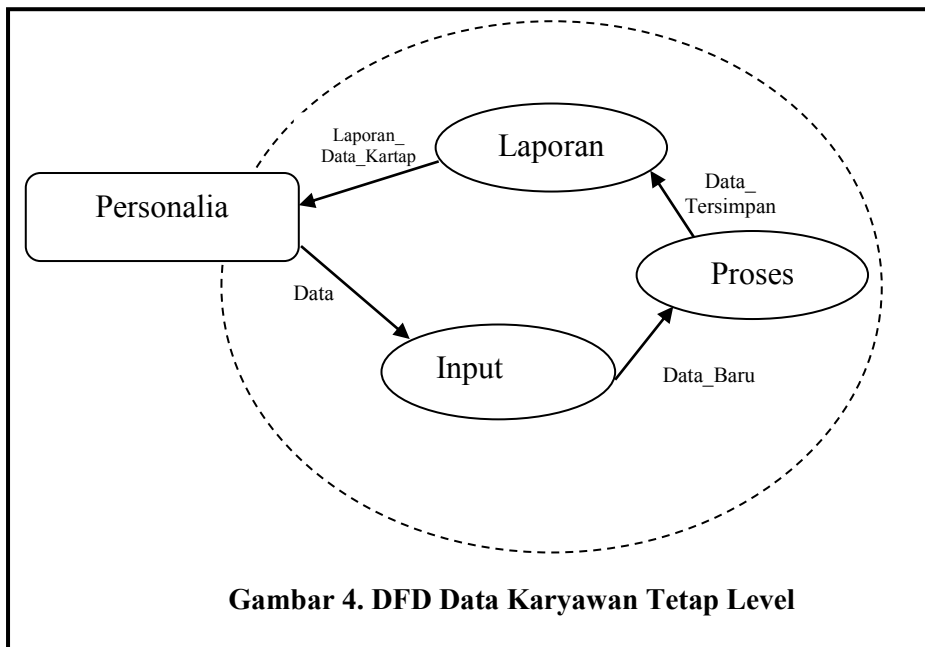 Laporan_
Data_Kartap
Laporan
Data_
Tersimpan
Personalia
Proses
Data
Input
Data_Baru
Gambar 4. DFD Data Karyawan Tetap Level